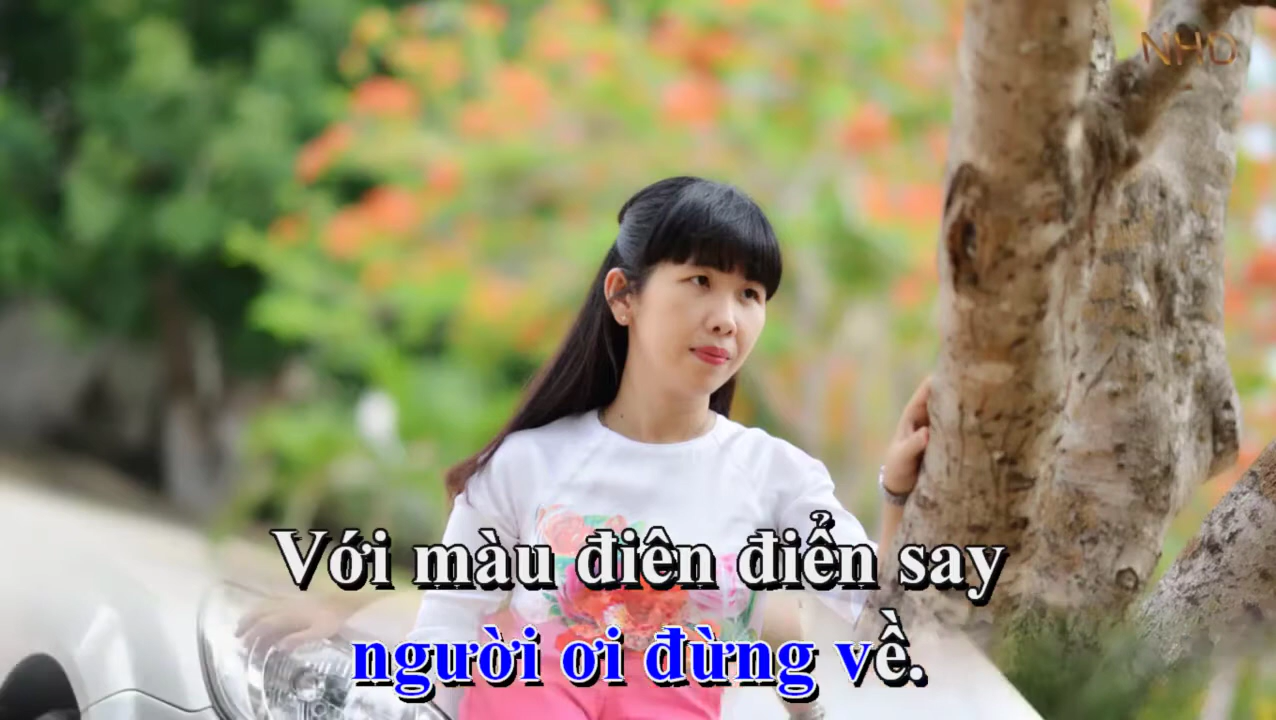 NHD
Với màu điên điển say
người ơi đừng về.